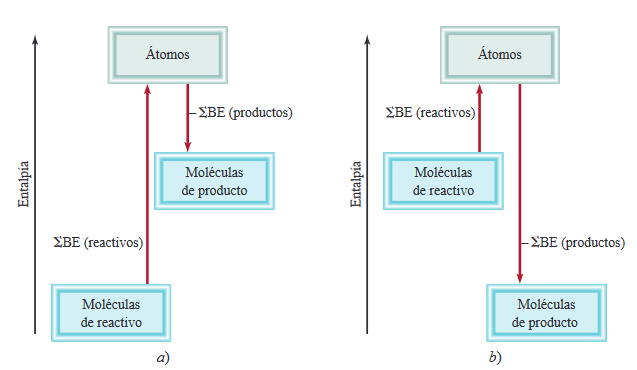 Átomos
– ΣBE (productos)
Moléculas
de producto
Entalpía
ΣBE (reactivos)
Moléculas
de reactivo
a)
Átomos
ΣBE (reactivos)
Moléculas
de reactivo
Entalpía
– ΣBE (productos)
Moléculas
de producto
b)